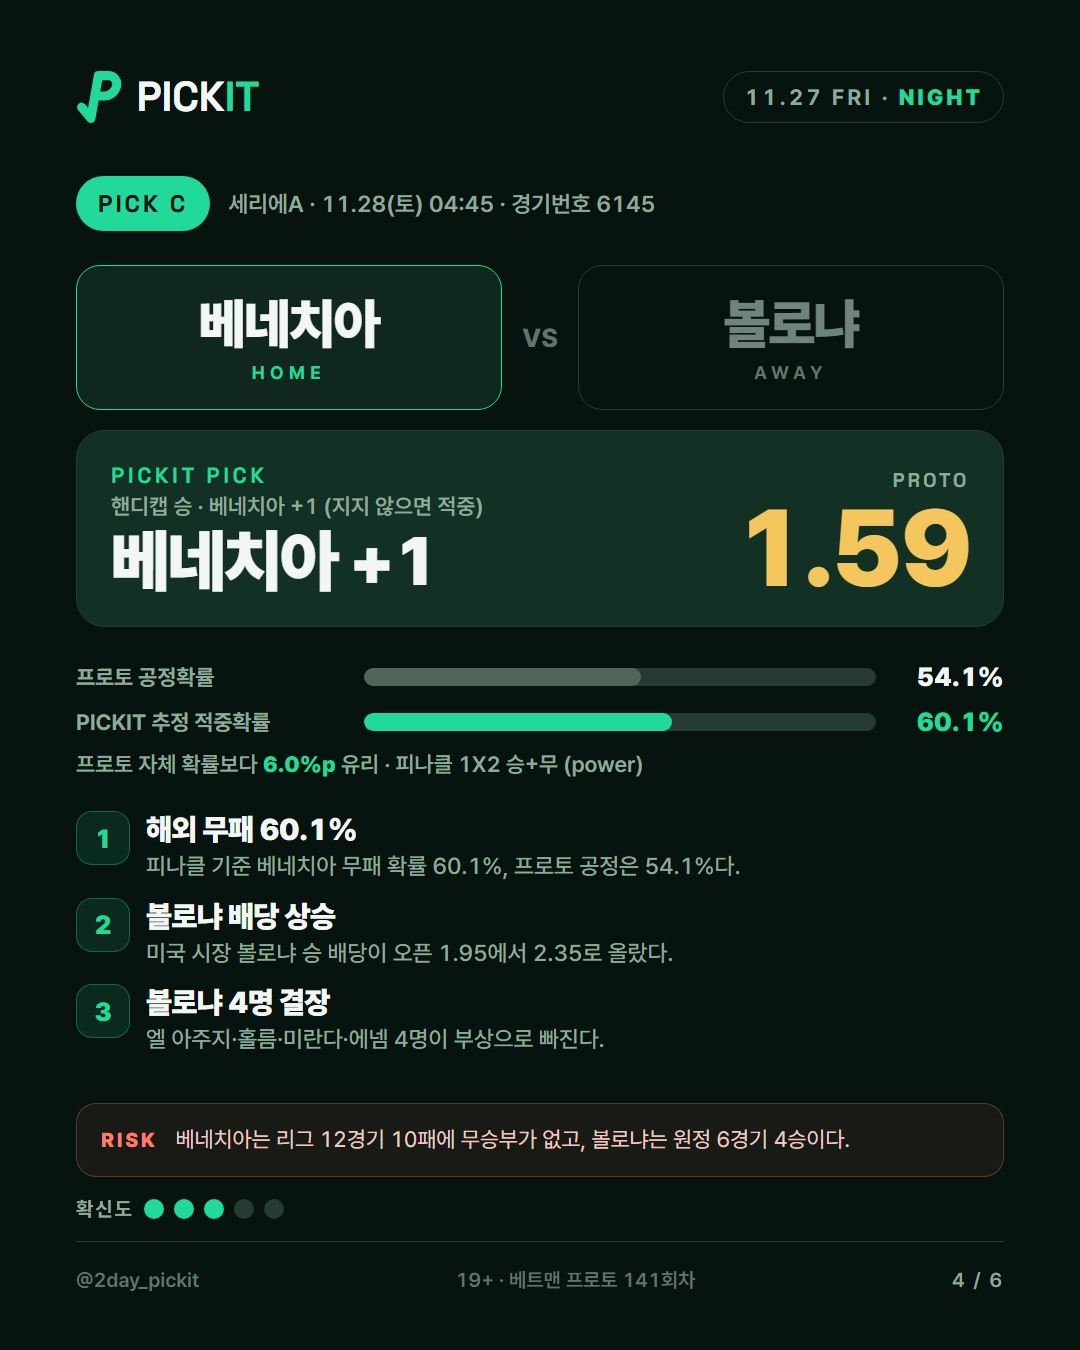 PICKIT
11.27 FRI · NIGHT
PICK C
세리에A · 11.28(토) 04:45 · 경기번호 6145
베네치아
HOME
VS
볼로냐
AWAY
PICKIT PICK
핸디캡 승 · 베네치아 +1 (지지 않으면 적중)
베네치아 +1
PROTO
1.59
프로토 공정확률 54.1%
PICKIT 추정 적중확률 60.1%
프로토 자체 확률보다 6.0%p 유리 · 피나클 1X2 승+무 (power)
1 해외 무패 60.1%
피나클 기준 베네치아 무패 확률 60.1%, 프로토 공정은 54.1%다.
2 볼로냐 배당 상승
미국 시장 볼로냐 승 배당이 오픈 1.95에서 2.35로 올랐다.
3 볼로냐 4명 결장
엘 아주지·홀름·미란다·에넴 4명이 부상으로 빠진다.
RISK 베네치아는 리그 12경기 10패에 무승부가 없고, 볼로냐는 원정 6경기 4승이다.
확신도
@2day_pickit 19+ · 베트맨 프로토 141회차 4 / 6